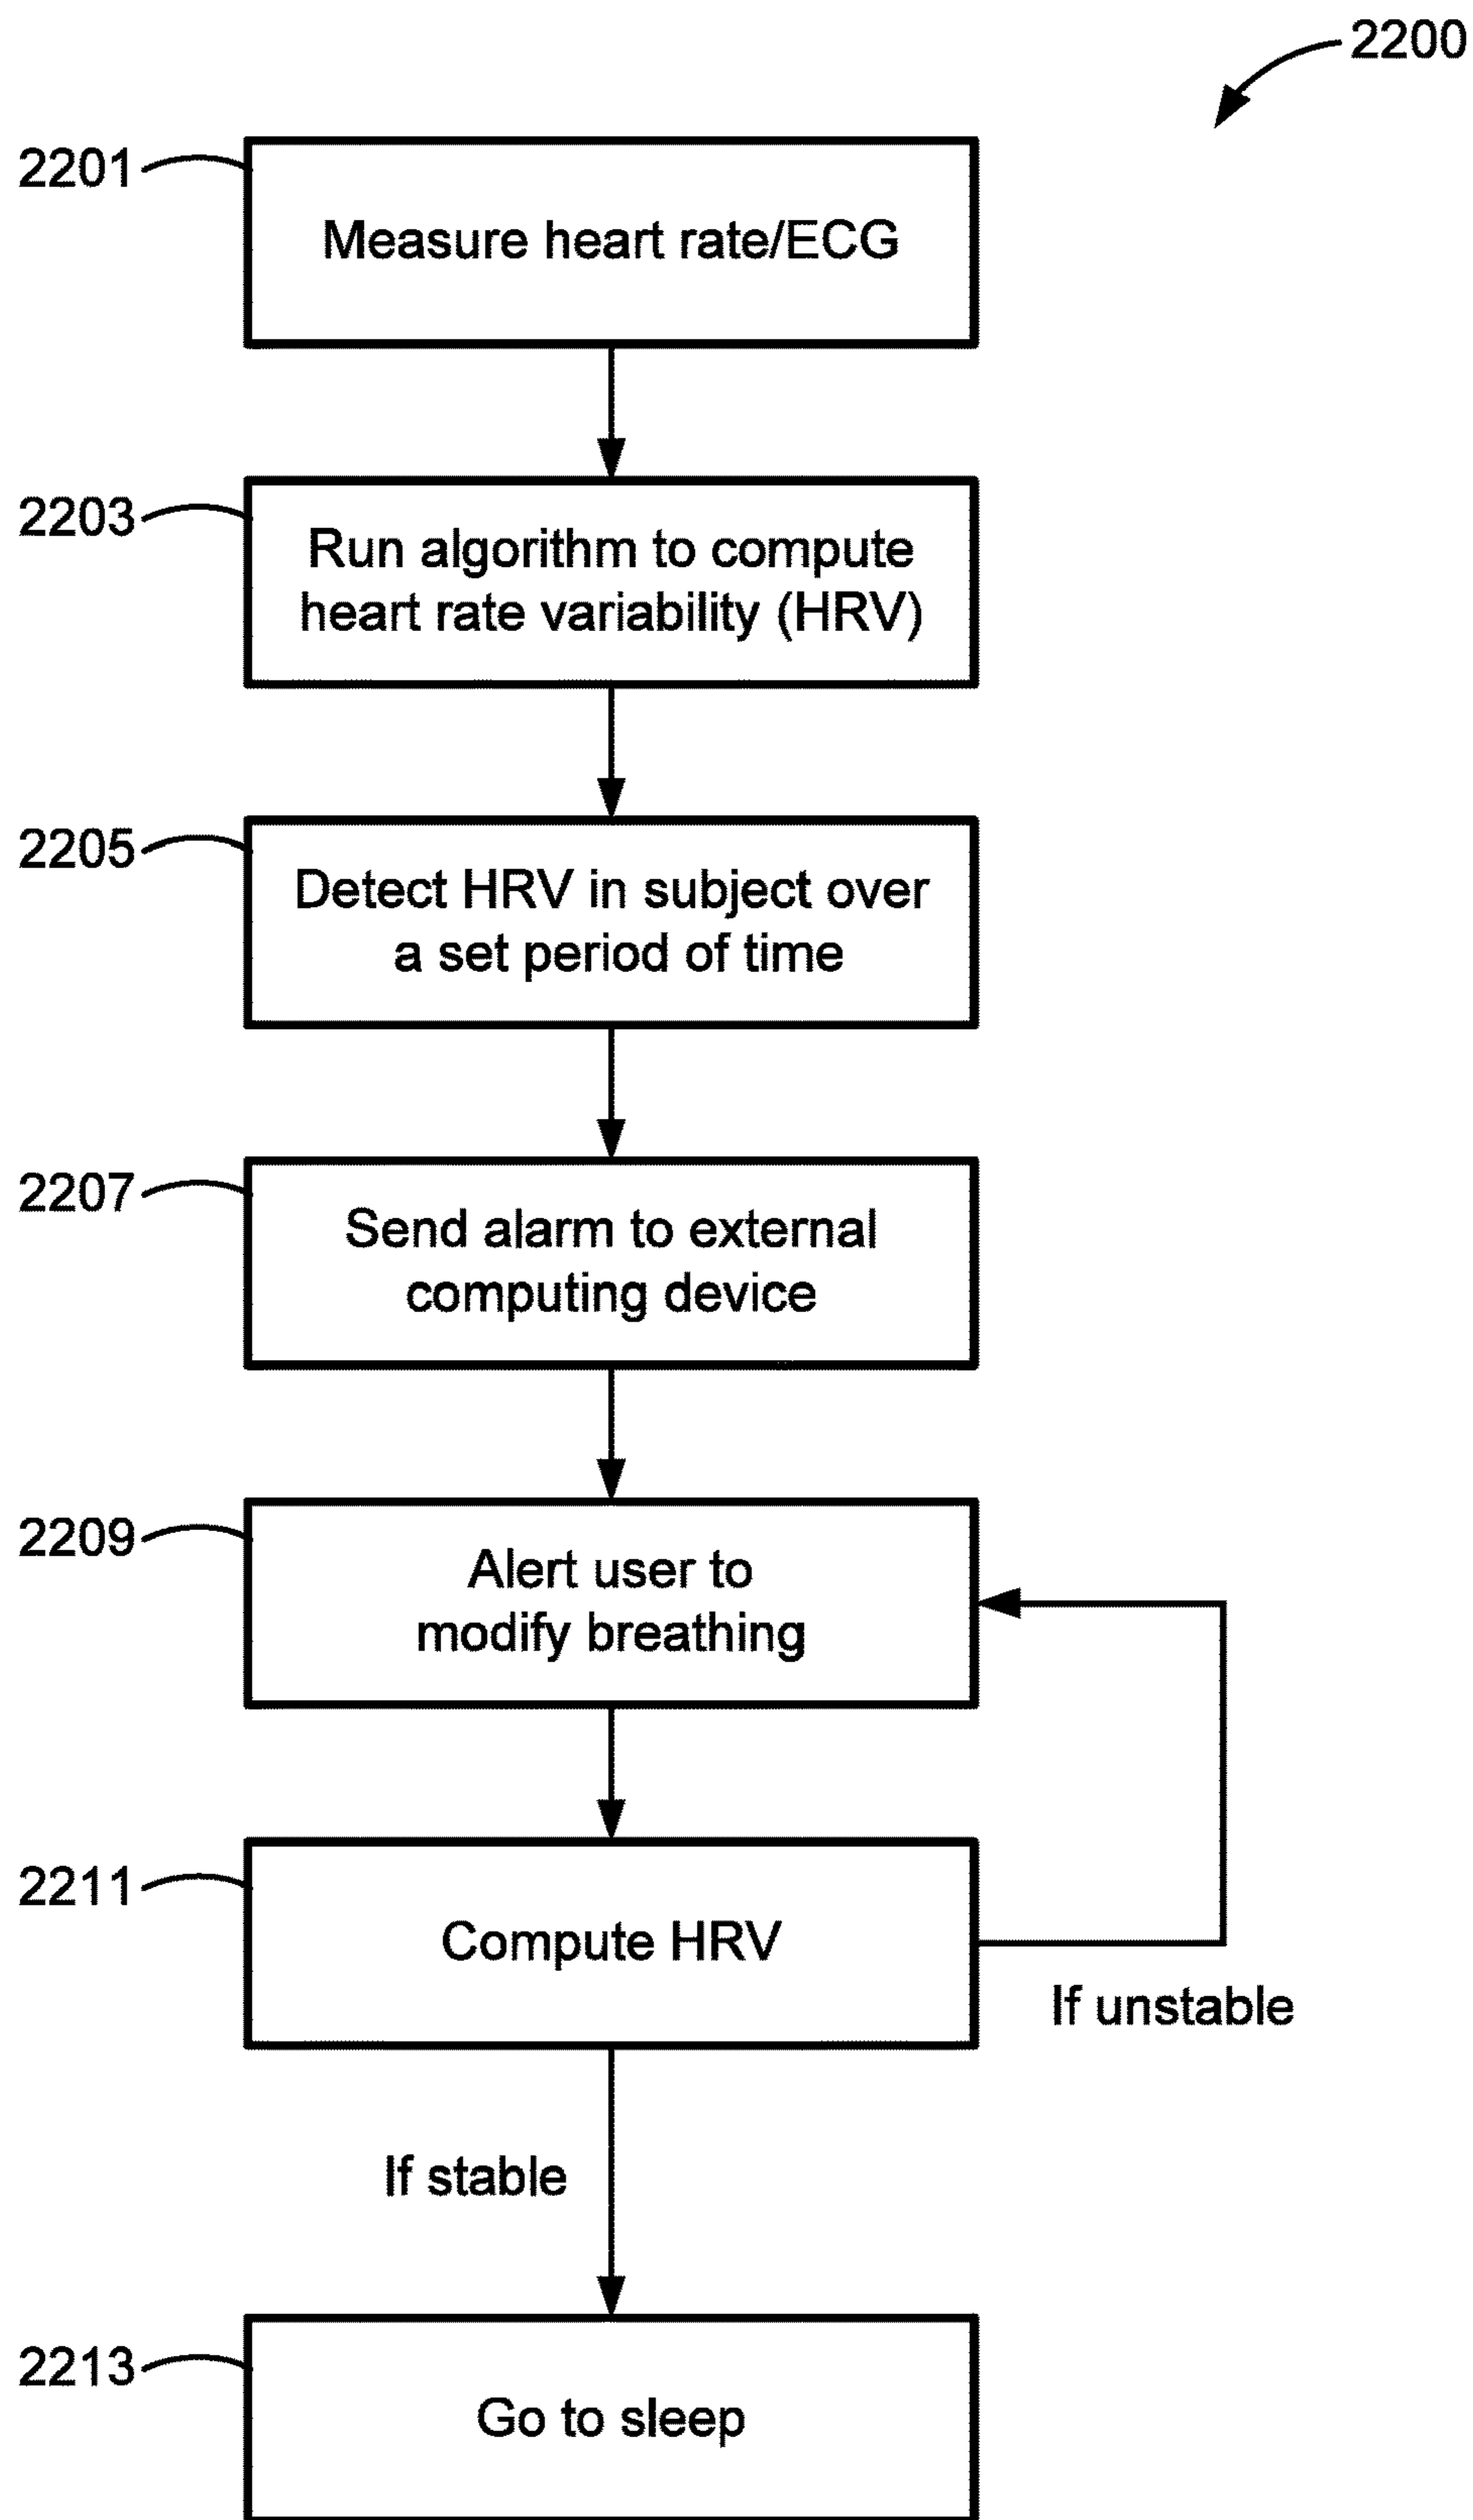 2200
2201
Measure heart rate/ECG
2203
Run algorithm to compute
heart rate variability (HRV)
2205
Detect HRV in subject over
a set period of time
2207
Send alarm to external
computing device
2209
Alert user to
modify breathing
2211
Compute HRV
If unstable
If stable
2213
Go to sleep